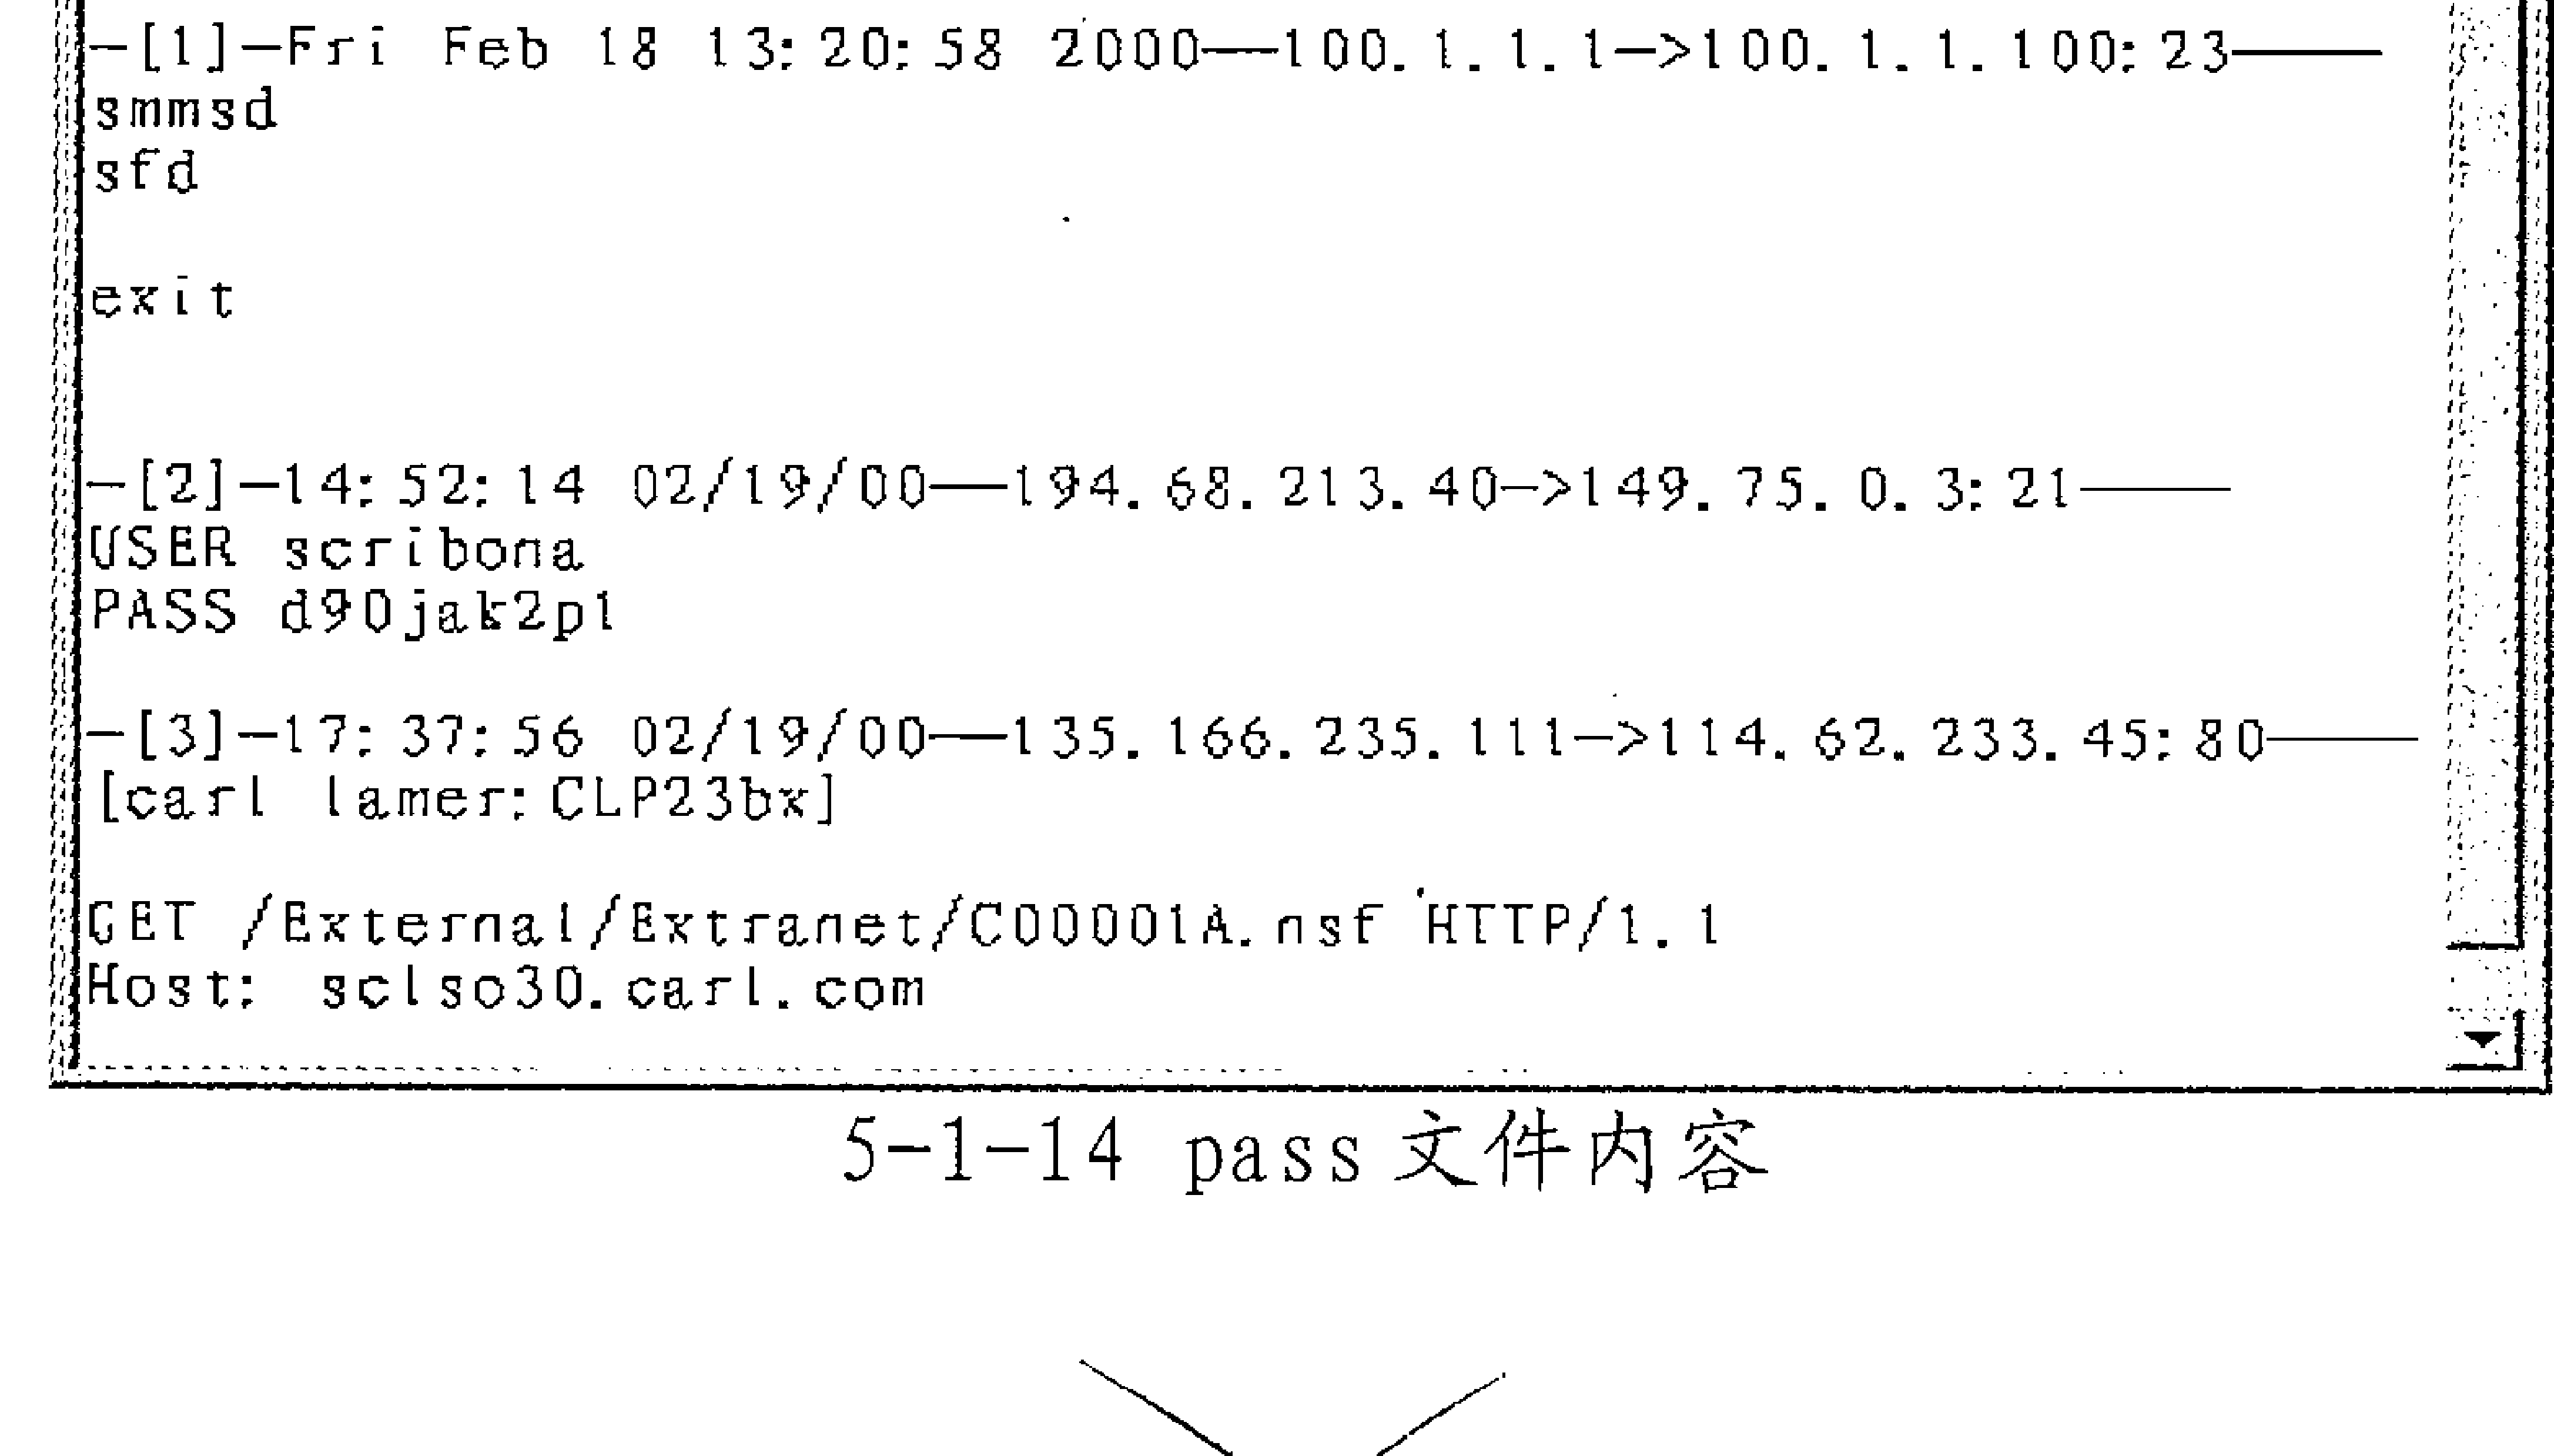 -[1]-Fri Feb 18 13:20:58 2000——100.1.1.1->100.1.1.100:23————
smmsd
sfd
exit
-[2]-14:52:14 02/19/00——194.68.213.40->149.75.0.3:21————
USER scribona
PASS d90jak2pl
-[3]-17:37:56 02/19/00——135.166.235.111->114.62.233.45:80————
[carl lamer:CLP23bx]
GET /External/Extranet/C00001A.nsf HTTP/1.1
Host: sclso30.carl.com
5-1-14 pass文件内容